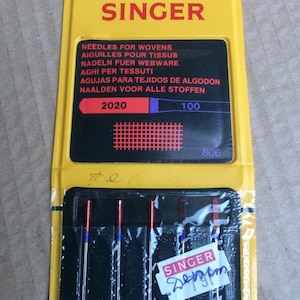 SINGER
NEEDLES FOR WOVENS
AIGUILLES POUR TISSUS
NADELN FUER WEBWARE
AGHI PER TESSUTI
AGUJAS PARA TEJIDOS DE ALGODON
NAALDEN VOOR ALLE STOFFEN
2020 100
806
SINGER